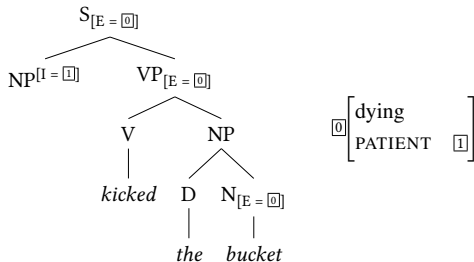 S[E = 0]
NP[I = 1] VP[E = 0]
V NP
0 dying
PATIENT 1
kicked D N[E = 0]
the bucket